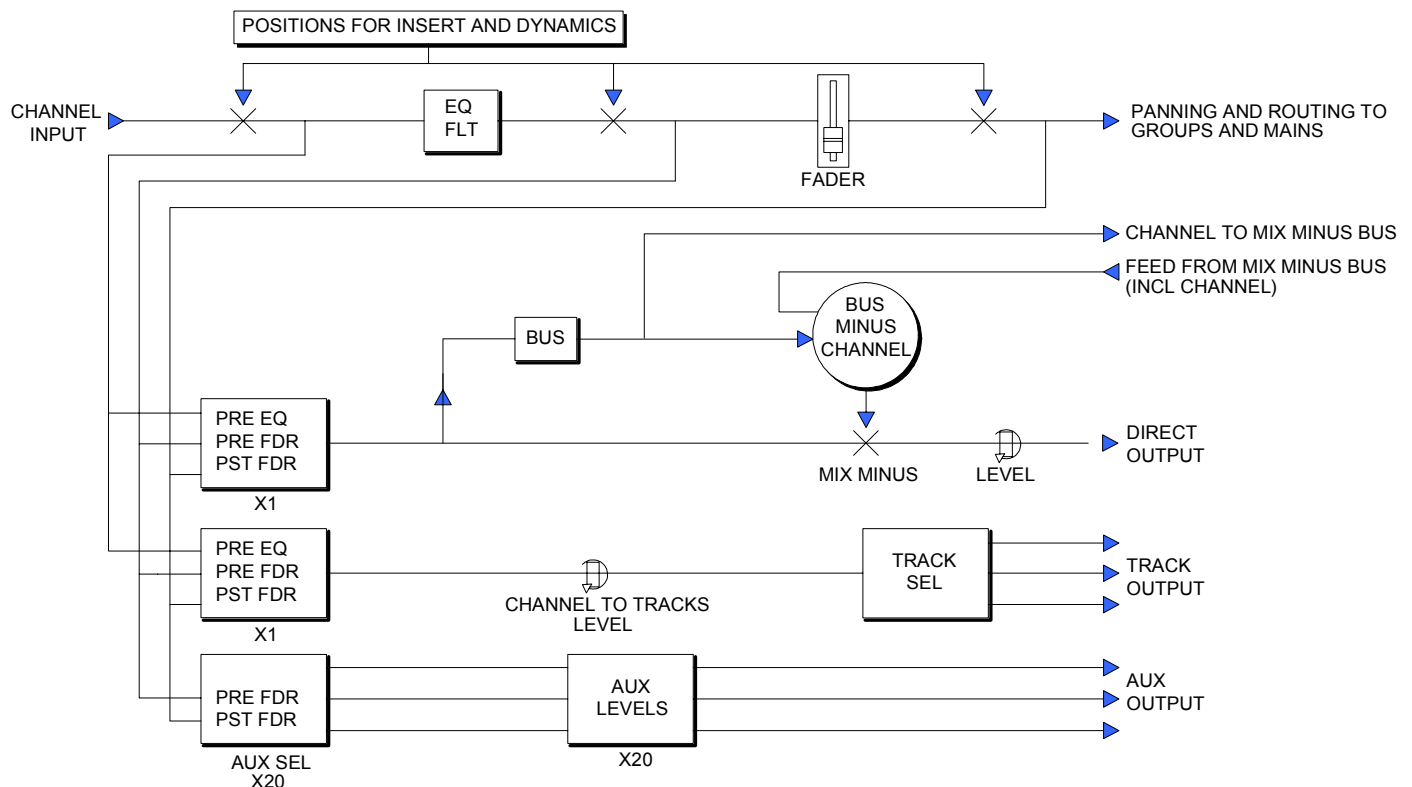 POSITIONS FOR INSERT AND DYNAMICS
CHANNEL
INPUT
EQ
FLT
FADER
PANNING AND ROUTING TO
GROUPS AND MAINS
CHANNEL TO MIX MINUS BUS
FEED FROM MIX MINUS BUS
(INCL CHANNEL)
BUS
MINUS
CHANNEL
BUS
PRE EQ
PRE FDR
PST FDR
X1
MIX MINUS
LEVEL
DIRECT
OUTPUT
PRE EQ
PRE FDR
PST FDR
X1
CHANNEL TO TRACKS
LEVEL
TRACK
SEL
TRACK
OUTPUT
PRE FDR
PST FDR
AUX SEL
X20
AUX
LEVELS
X20
AUX
OUTPUT